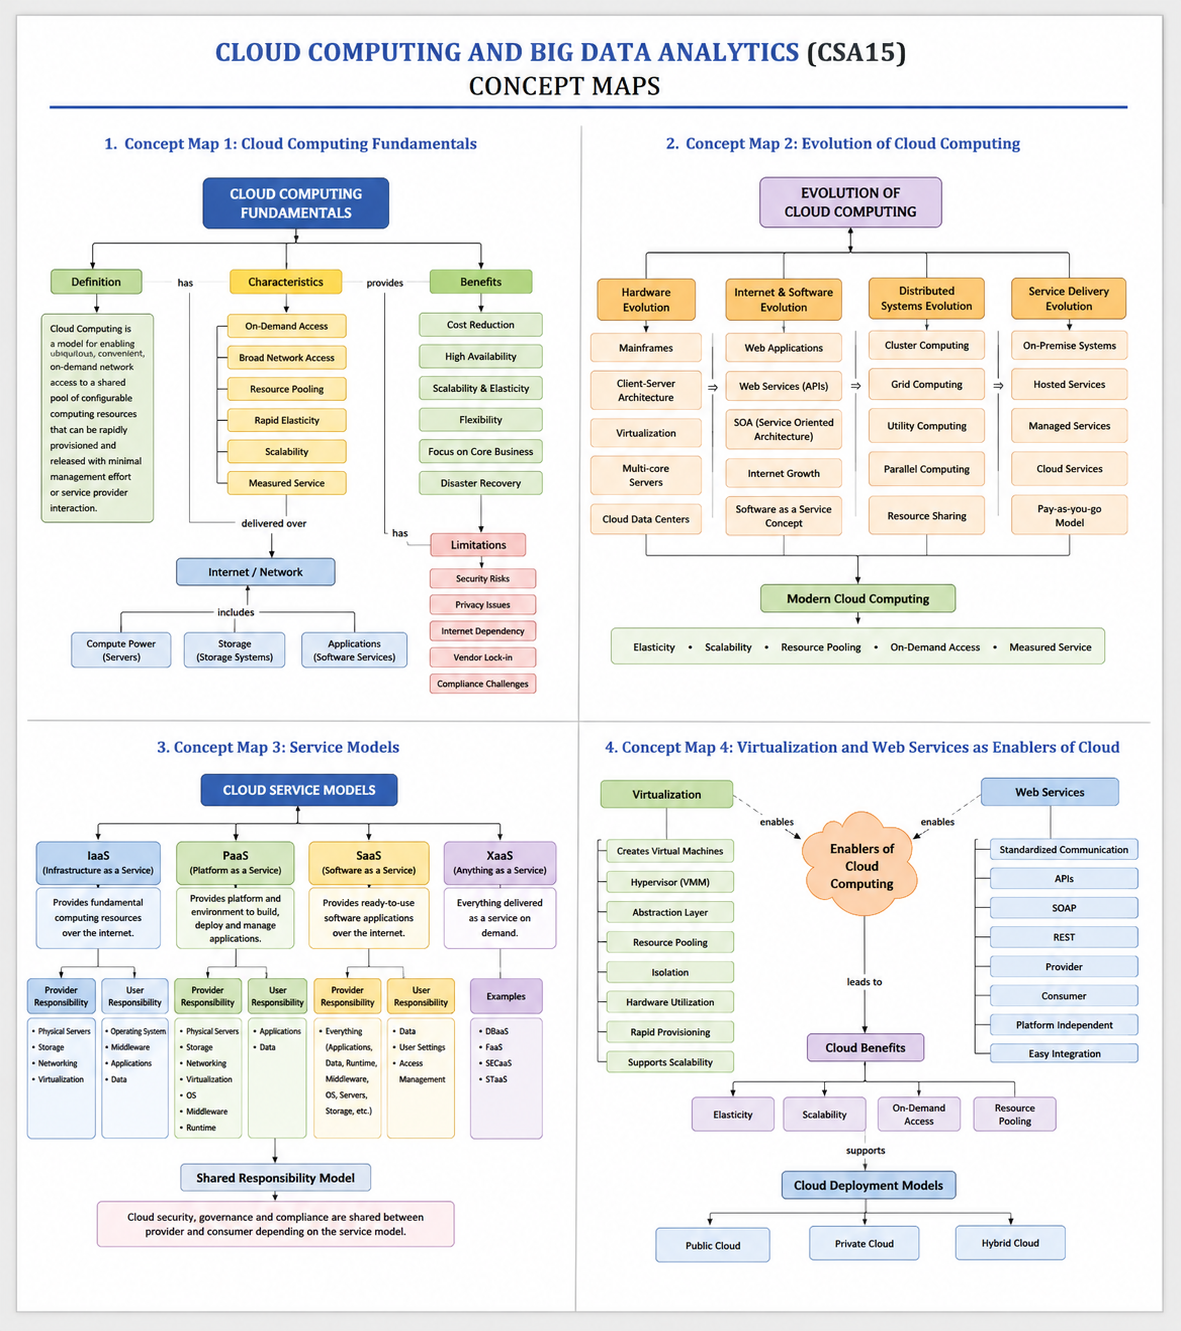 CLOUD COMPUTING AND BIG DATA ANALYTICS (CSA15)
CONCEPT MAPS
1. Concept Map 1: Cloud Computing Fundamentals
CLOUD COMPUTING
FUNDAMENTALS
Definition
has
Characteristics
provides
Benefits
Cloud Computing is
a model for enabling
ubiquitous, convenient,
on-demand network
access to a shared
pool of configurable
computing resources
that can be rapidly
provisioned and
released with minimal
management effort
or service provider
interaction.
On-Demand Access
Broad Network Access
Resource Pooling
Rapid Elasticity
Scalability
Measured Service
Cost Reduction
High Availability
Scalability & Elasticity
Flexibility
Focus on Core Business
Disaster Recovery
delivered over
has
Internet / Network
includes
Compute Power
(Servers)
Storage
(Storage Systems)
Applications
(Software Services)
Limitations
Security Risks
Privacy Issues
Internet Dependency
Vendor Lock-in
Compliance Challenges
2. Concept Map 2: Evolution of Cloud Computing
EVOLUTION OF
CLOUD COMPUTING
Hardware
Evolution
Mainframes
Client-Server
Architecture
Virtualization
Multi-core
Servers
Cloud Data Centers
Internet & Software
Evolution
Web Applications
Web Services (APIs)
SOA (Service Oriented
Architecture)
Internet Growth
Software as a Service
Concept
Distributed
Systems Evolution
Cluster Computing
Grid Computing
Utility Computing
Parallel Computing
Resource Sharing
Service Delivery
Evolution
On-Premise Systems
Hosted Services
Managed Services
Cloud Services
Pay-as-you-go
Model
Modern Cloud Computing
Elasticity • Scalability • Resource Pooling • On-Demand Access • Measured Service
3. Concept Map 3: Service Models
CLOUD SERVICE MODELS
IaaS
(Infrastructure as a Service)
Provides fundamental
computing resources
over the internet.
PaaS
(Platform as a Service)
Provides platform and
environment to build,
deploy and manage
applications.
SaaS
(Software as a Service)
Provides ready-to-use
software applications
over the internet.
XaaS
(Anything as a Service)
Everything delivered
as a service on
demand.
Provider
Responsibility
• Physical Servers
• Storage
• Networking
• Virtualization
User
Responsibility
• Operating System
• Middleware
• Applications
• Data
Provider
Responsibility
• Physical Servers
• Storage
• Networking
• Virtualization
• OS
• Middleware
• Runtime
User
Responsibility
• Applications
• Data
Provider
Responsibility
• Everything
(Applications,
Data, Runtime,
Middleware,
OS, Servers,
Storage, etc.)
User
Responsibility
• Data
• User Settings
• Access
Management
Examples
• DBaaS
• FaaS
• SECaaS
• STaaS
Shared Responsibility Model
Cloud security, governance and compliance are shared between
provider and consumer depending on the service model.
4. Concept Map 4: Virtualization and Web Services as Enablers of Cloud
Virtualization
enables
Creates Virtual Machines
Hypervisor (VMM)
Abstraction Layer
Resource Pooling
Isolation
Hardware Utilization
Rapid Provisioning
Supports Scalability
Enablers of
Cloud
Computing
Web Services
enables
Standardized Communication
APIs
SOAP
REST
Provider
Consumer
Platform Independent
Easy Integration
leads to
Cloud Benefits
Elasticity
Scalability
On-Demand
Access
Resource
Pooling
supports
Cloud Deployment Models
Public Cloud
Private Cloud
Hybrid Cloud